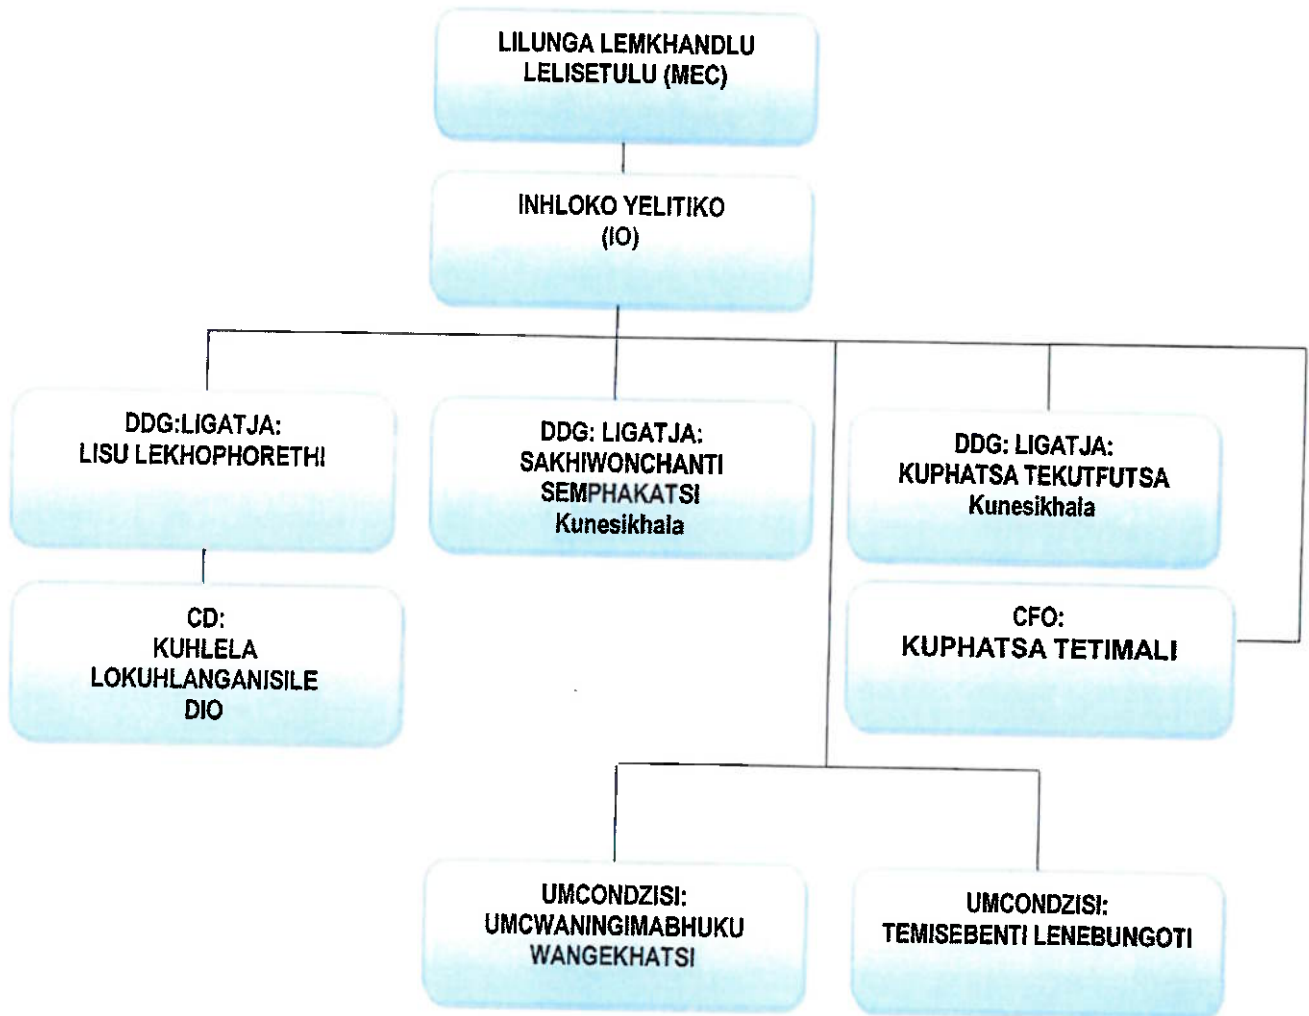 LILUNGA LEMKHANDLU
LELISETULU (MEC)
INHLOKO YELITIKO
(IO)
DDG:LIGATJA:
LISU LEKHOPHORETHI
DDG: LIGATJA:
SAKHIWONCHANTI
SEMPHAKATSI
Kunesikhala
DDG: LIGATJA:
KUPHATSA TEKUTFUTSA
Kunesikhala
CD:
KUHLELA
LOKUHLANGANISILE
DIO
CFO:
KUPHATSA TETIMALI
UMCONDZISI:
UMCWANINGIMABHUKU
WANGEKHATSI
UMCONDZISI:
TEMISEBENTI LENEBUNGOTI